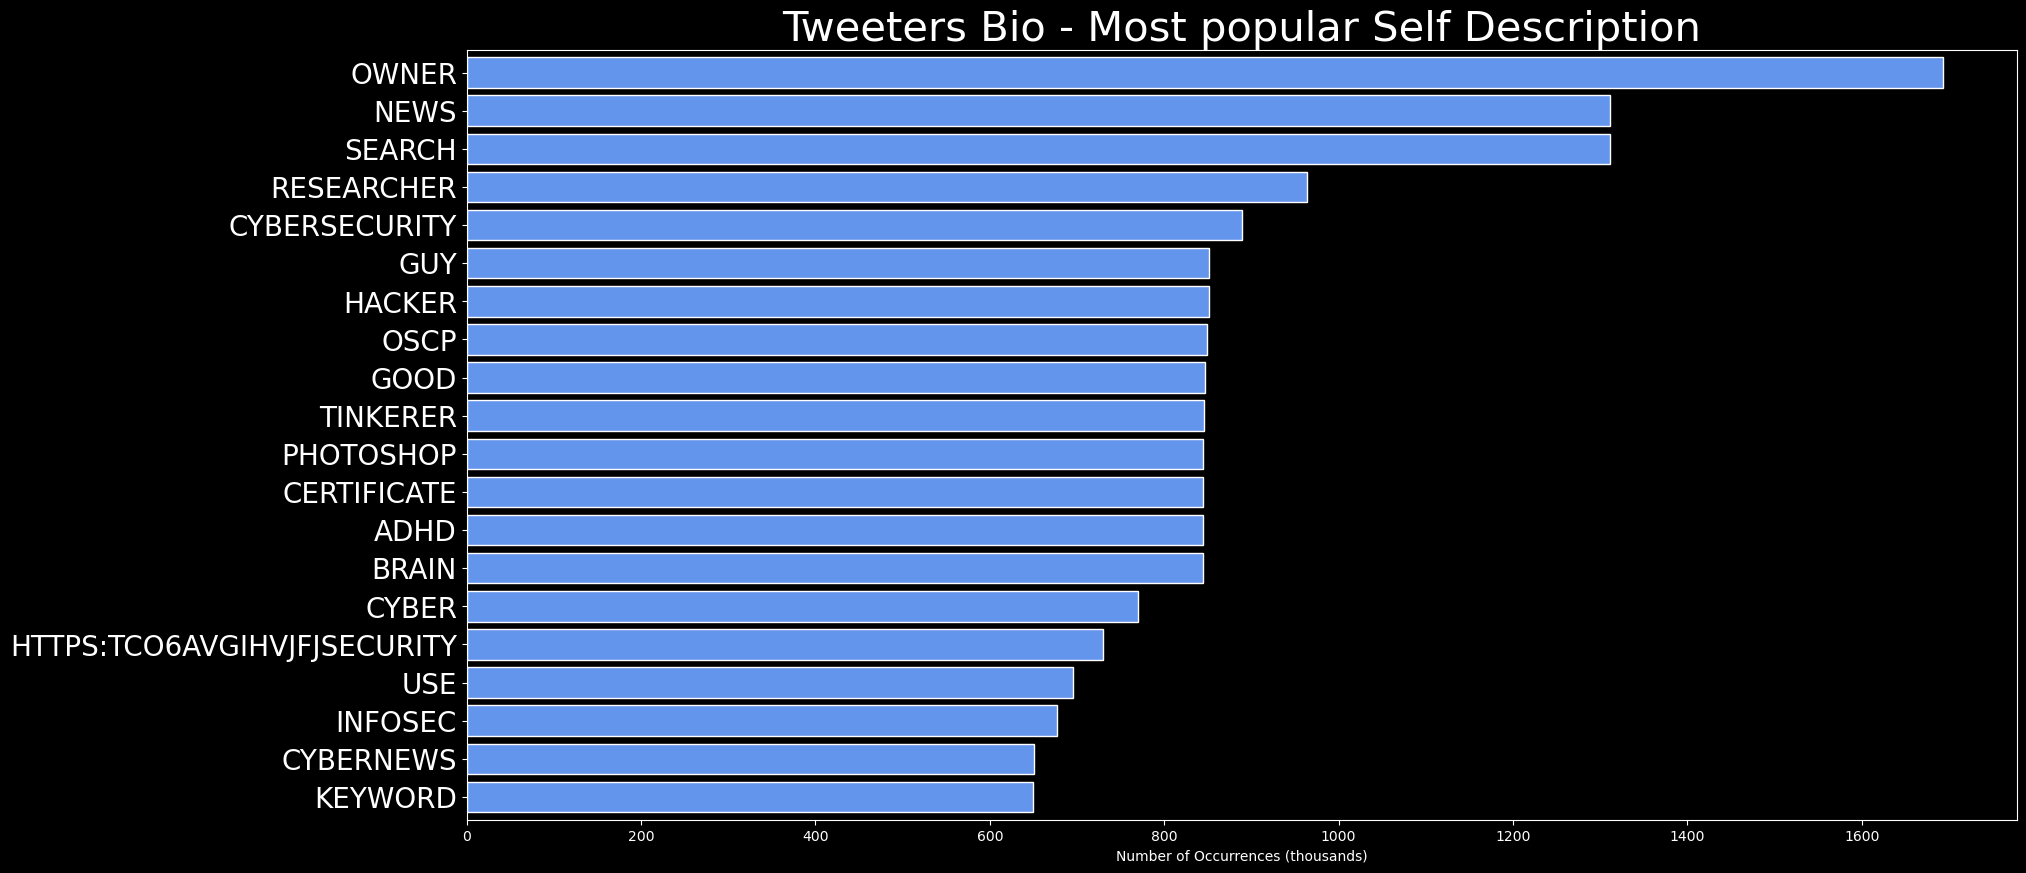 Tweeters Bio - Most popular Self Description
OWNER
NEWS
SEARCH
RESEARCHER
CYBERSECURITY
GUY
HACKER
OSCP
GOOD
TINKERER
PHOTOSHOP
CERTIFICATE
ADHD
BRAIN
CYBER
HTTPS:TCO6AVGIHVJFJSECURITY
USE
INFOSEC
CYBERNEWS
KEYWORD
0 200 400 600 800 1000 1200 1400 1600
Number of Occurrences (thousands)